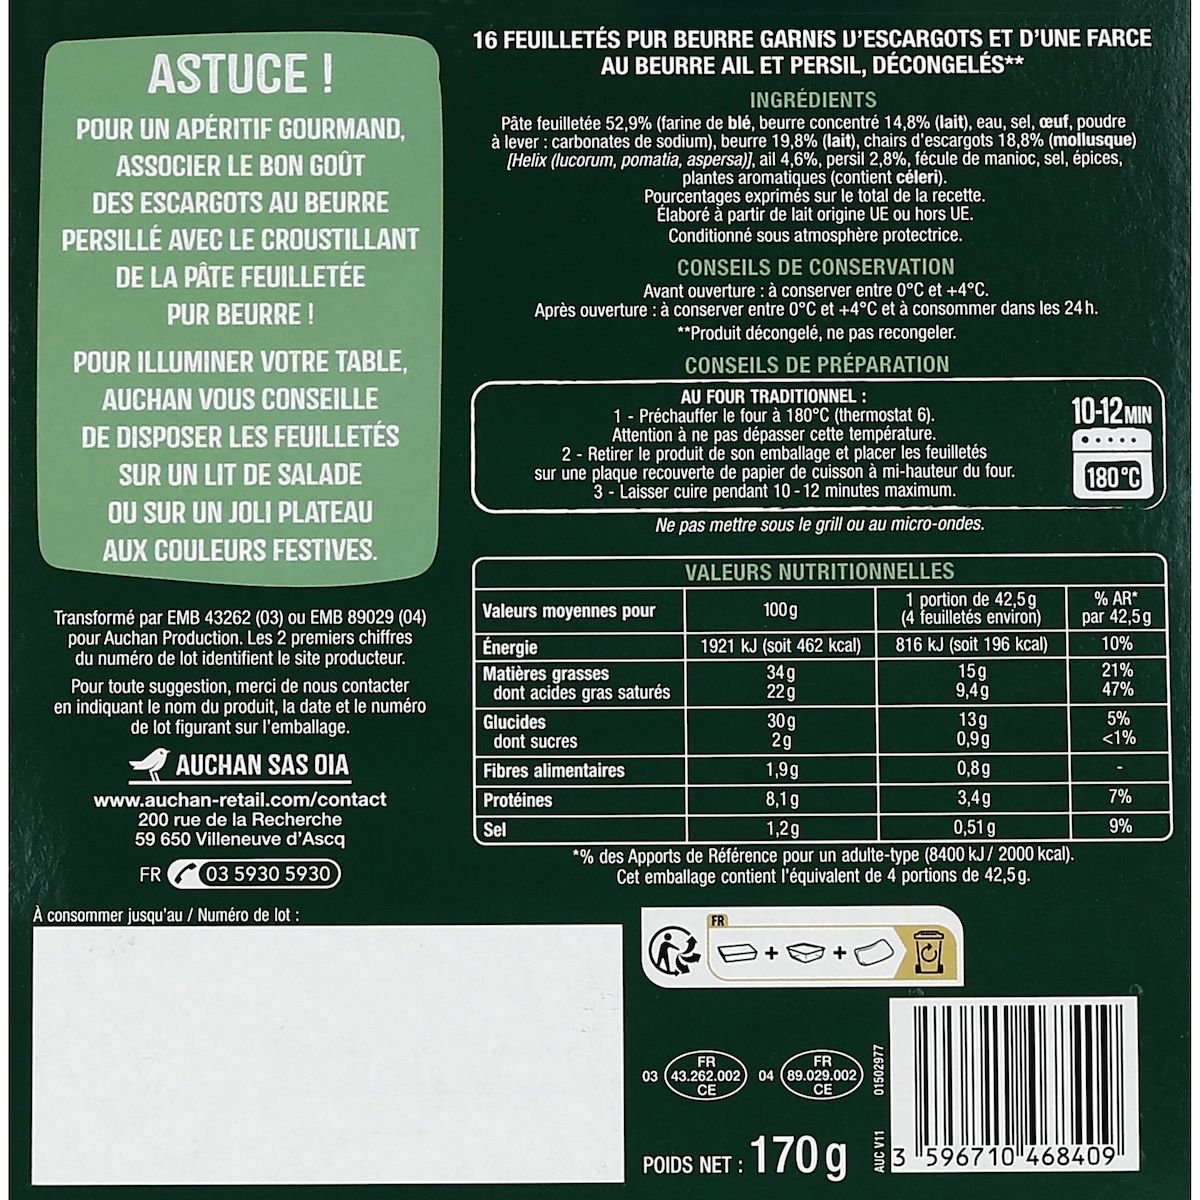 ASTUCE !
POUR UN APÉRITIF GOURMAND,
ASSOCIER LE BON GOÛT
DES ESCARGOTS AU BEURRE
PERSILLÉ AVEC LE CROUSTILLANT
DE LA PÂTE FEUILLETÉE
PUR BEURRE !
POUR ILLUMINER VOTRE TABLE,
AUCHAN VOUS CONSEILLE
DE DISPOSER LES FEUILLETÉS
SUR UN LIT DE SALADE
OU SUR UN JOLI PLATEAU
AUX COULEURS FESTIVES.
Transformé par EMB 43262 (03) ou EMB 89029 (04)
pour Auchan Production. Les 2 premiers chiffres
du numéro de lot identifient le site producteur.
Pour toute suggestion, merci de nous contacter
en indiquant le nom du produit, la date et le numéro
de lot figurant sur l'emballage.
AUCHAN SAS OIA
www.auchan-retail.com/contact
200 rue de la Recherche
59 650 Villeneuve d'Ascq
FR 03 5930 5930
À consommer jusqu'au / Numéro de lot :
16 FEUILLETÉS PUR BEURRE GARNIS D'ESCARGOTS ET D'UNE FARCE
AU BEURRE AIL ET PERSIL, DÉCONGELÉS**
INGRÉDIENTS
Pâte feuilletée 52,9% (farine de blé, beurre concentré 14,8% (lait), eau, sel, œuf, poudre
à lever : carbonates de sodium), beurre 19,8% (lait), chairs d'escargots 18,8% (mollusque)
[Helix (lucorum, pomatia, aspersa)], ail 4,6%, persil 2,8%, fécule de manioc, sel, épices,
plantes aromatiques (contient céleri).
Pourcentages exprimés sur le total de la recette.
Élaboré à partir de lait origine UE ou hors UE.
Conditionné sous atmosphère protectrice.
CONSEILS DE CONSERVATION
Avant ouverture : à conserver entre 0°C et +4°C.
Après ouverture : à conserver entre 0°C et +4°C et à consommer dans les 24 h.
**Produit décongelé, ne pas recongeler.
CONSEILS DE PRÉPARATION
AU FOUR TRADITIONNEL :
1 - Préchauffer le four à 180°C (thermostat 6).
Attention à ne pas dépasser cette température.
2 - Retirer le produit de son emballage et placer les feuilletés
sur une plaque recouverte de papier de cuisson à mi-hauteur du four.
3 - Laisser cuire pendant 10 - 12 minutes maximum.
10-12 MIN
180°C
Ne pas mettre sous le grill ou au micro-ondes.
VALEURS NUTRITIONNELLES
Valeurs moyennes pour 100 g 1 portion de 42,5 g (4 feuilletés environ) % AR* par 42,5 g
Énergie 1921 kJ (soit 462 kcal) 816 kJ (soit 196 kcal) 10%
Matières grasses 34 g 15 g 21%
dont acides gras saturés 22 g 9,4 g 47%
Glucides 30 g 13 g 5%
dont sucres 2 g 0,9 g <1%
Fibres alimentaires 1,9 g 0,8 g -
Protéines 8,1 g 3,4 g 7%
Sel 1,2 g 0,51 g 9%
*% des Apports de Référence pour un adulte-type (8400 kJ / 2000 kcal).
Cet emballage contient l'équivalent de 4 portions de 42,5 g.
FR
+ +
03 FR 43.262.002 CE 04 FR 89.029.002 CE
POIDS NET : 170 g
AUC V11 01502977
3 596710 468409